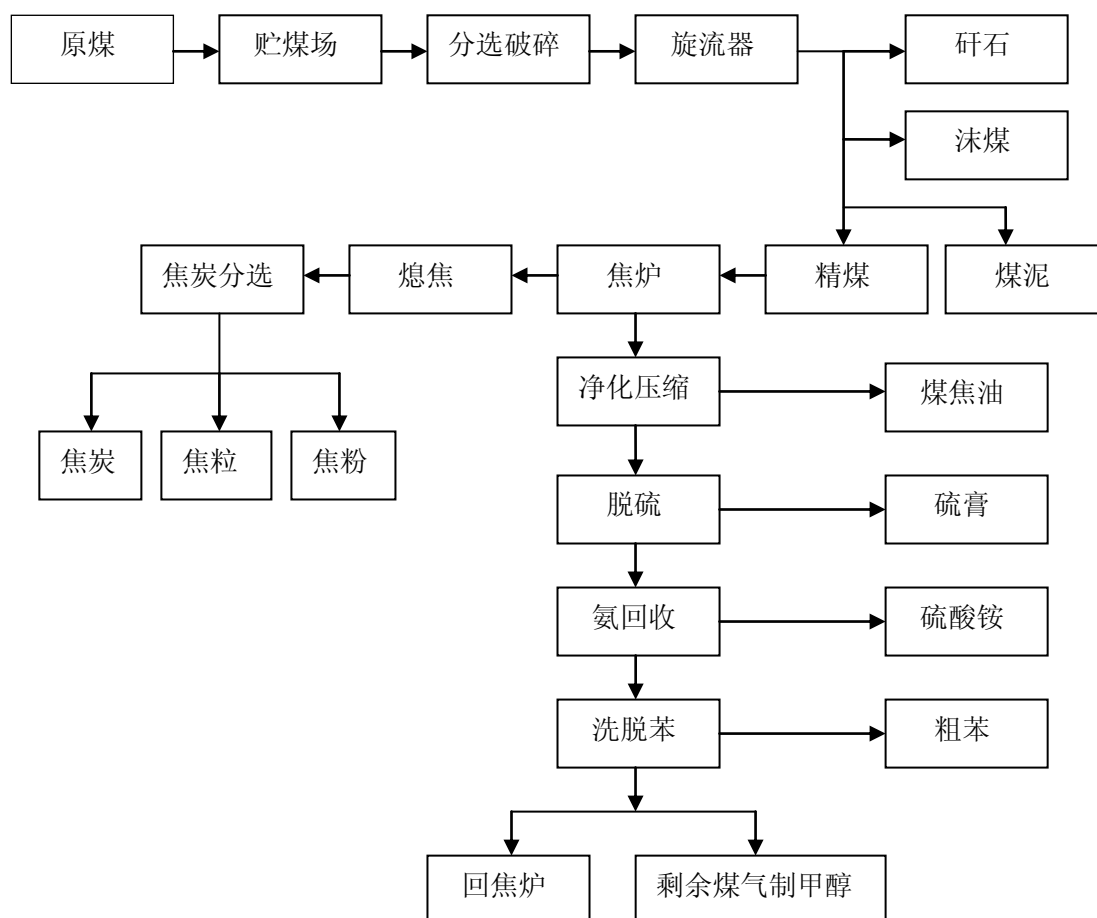 原煤
贮煤场
分选破碎
旋流器
矸石
沫煤
焦炭分选
熄焦
焦炉
精煤
煤泥
净化压缩
煤焦油
焦炭
焦粒
焦粉
脱硫
硫膏
氨回收
硫酸铵
洗脱苯
粗苯
回焦炉
剩余煤气制甲醇